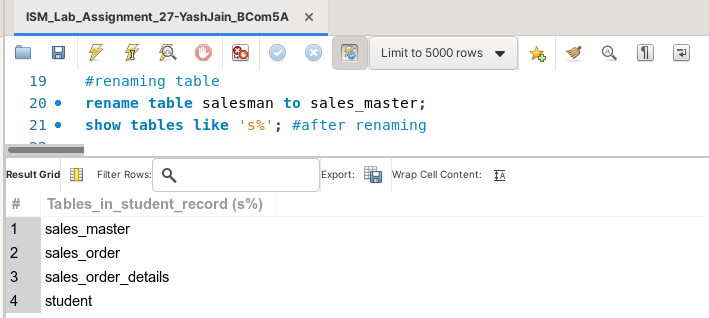 ISM_Lab_Assignment_27-YashJain_BCom5A ×
Limit to 5000 rows
19 #renaming table
20 rename table salesman to sales_master;
21 show tables like 's%'; #after renaming
Result Grid Filter Rows: Export: Wrap Cell Content:
# Tables_in_student_record (s%)
1 sales_master
2 sales_order
3 sales_order_details
4 student